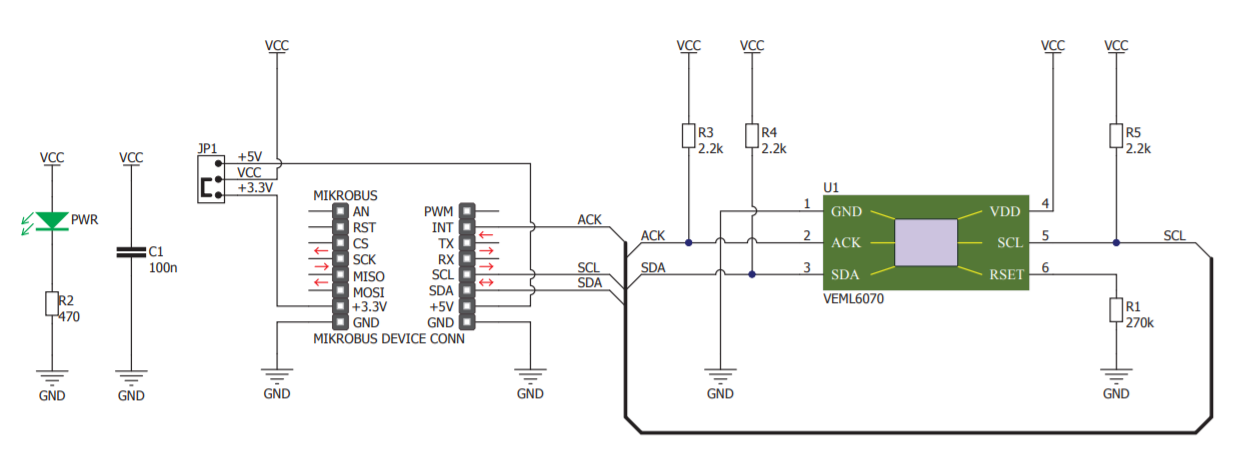 VCC
PWR
R2
470
GND
VCC
C1
100n
GND
VCC
JP1
+5V
VCC
+3.3V
MIKROBUS
AN
RST
CS
SCK
MISO
MOSI
+3.3V
GND
PWM
INT
TX
RX
SCL
SDA
+5V
GND
MIKROBUS DEVICE CONN
GND
GND
ACK
SCL
SDA
ACK
SDA
VCC
R3
2.2k
VCC
R4
2.2k
U1
1 GND
2 ACK
3 SDA
VDD 4
SCL 5
RSET 6
VEML6070
GND
VCC
VCC
R5
2.2k
SCL
R1
270k
GND